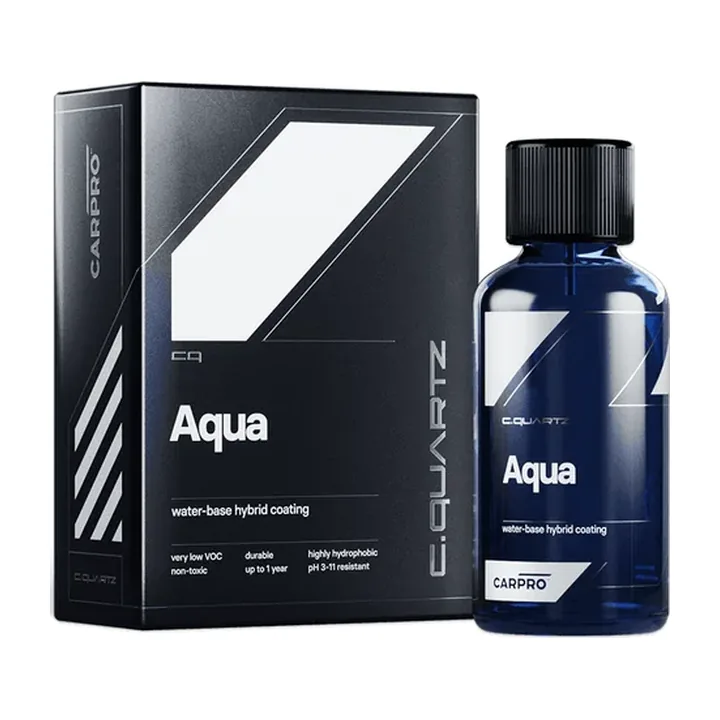 CARPRO
C.QUARTZ
cq
Aqua
water-base hybrid coating
very low VOC
non-toxic
durable
up to 1 year
highly hydrophobic
pH 3-11 resistant
C.QUARTZ
C.QUARTZ
Aqua
water-base hybrid coating
CARPRO